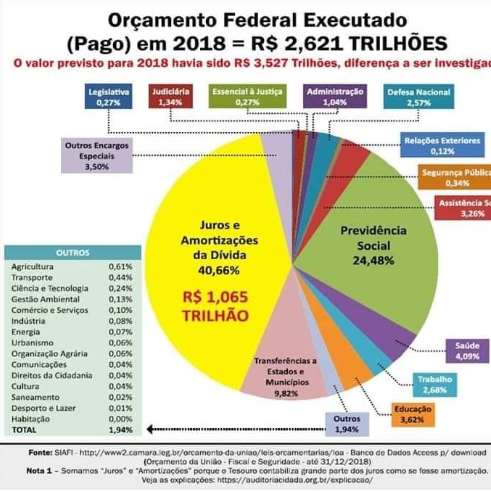 Orçamento Federal Executado
(Pago) em 2018 = R$ 2,621 TRILHÕES
O valor previsto para 2018 havia sido R$ 3,527 Trilhões, diferença a ser investigad
Legislativa
0,27%
Judiciária
1,34%
Essencial à Justiça
0,27%
Administração
1,04%
Defesa Nacional
2,57%
Outros Encargos
Especiais
3,50%
Relações Exteriores
0,12%
Segurança Pública
0,34%
Assistência So
3,26%
Juros e
Amortizações
da Dívida
40,66%
R$ 1,065
TRILHÃO
Previdência
Social
24,48%
OUTROS
Agricultura 0,61%
Transporte 0,44%
Ciência e Tecnologia 0,24%
Gestão Ambiental 0,13%
Comércio e Serviços 0,10%
Indústria 0,08%
Energia 0,07%
Urbanismo 0,06%
Organização Agrária 0,06%
Comunicações 0,04%
Direitos da Cidadania 0,04%
Cultura 0,04%
Saneamento 0,02%
Desporto e Lazer 0,01%
Habitação 0,00%
TOTAL 1,94%
Saúde
4,09%
Transferências a
Estados e
Municípios
9,82%
Trabalho
2,68%
Educação
3,62%
Outros
1,94%
Fonte: SIAFI - http://www2.camara.leg.br/orcamento-da-uniao/leis-orcamentarias/loa - Banco de Dados Access p/ download
(Orçamento da União - Fiscal e Seguridade - até 31/12/2018)
Nota 1 - Somamos "Juros" e "Amortizações" porque o Tesouro contabiliza grande parte dos juros como se fosse amortização.
Veja as explicações: https://auditoriacidada.org.br/explicacao/